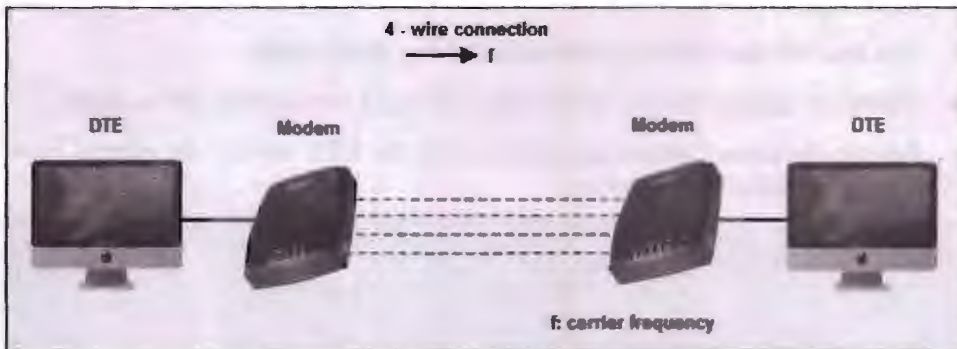 4 - wire connection
f
DTE Modem Modem DTE
f: carrier frequency